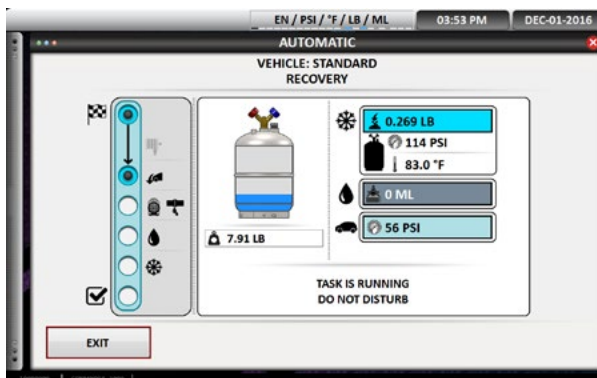 EN / PSI / °F / LB / ML
03:53 PM
DEC-01-2016
AUTOMATIC
VEHICLE: STANDARD
RECOVERY
0.269 LB
114 PSI
83.0 °F
0 ML
56 PSI
7.91 LB
TASK IS RUNNING
DO NOT DISTURB
EXIT